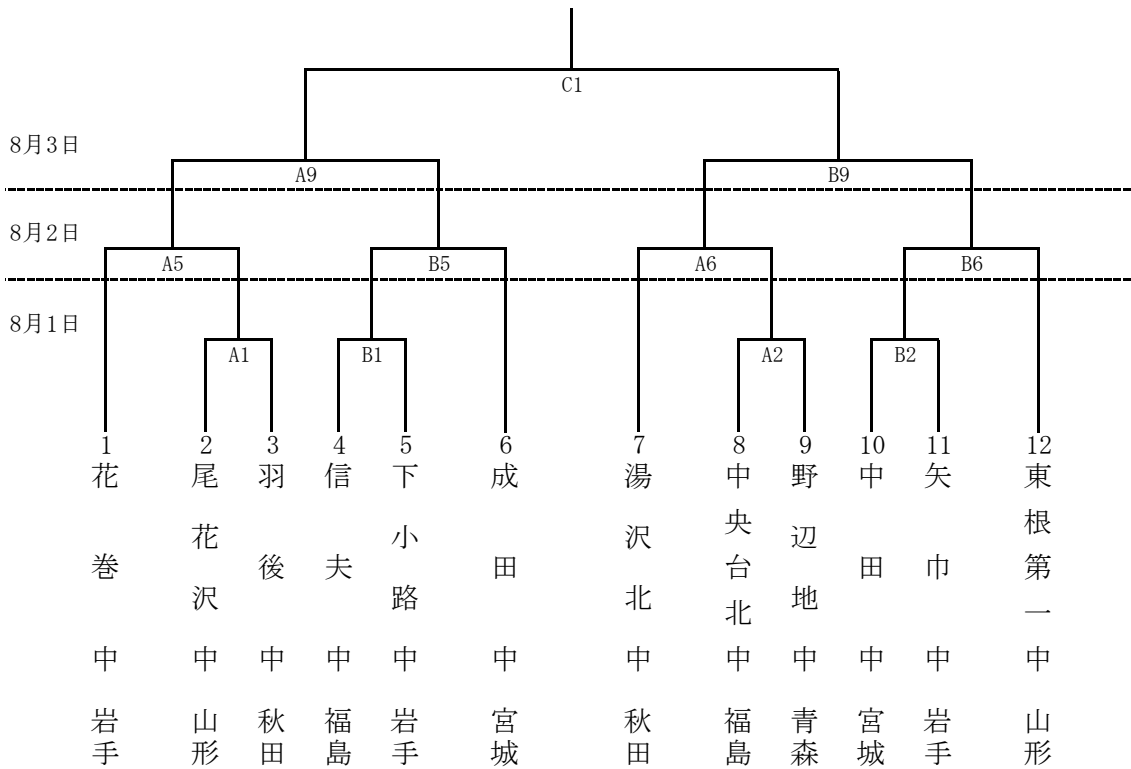 C1
8月3日
A9
B9
8月2日
A5
B5
A6
B6
8月1日
A1
B1
A2
B2
1
花巻中
岩手
2
尾花沢中
山形
3
羽後中
秋田
4
信夫中
福島
5
下小路中
岩手
6
成田中
宮城
7
湯沢北中
秋田
8
中央台北中
福島
9
野辺地中
青森
10
中田中
宮城
11
矢巾中
岩手
12
東根第一中
山形